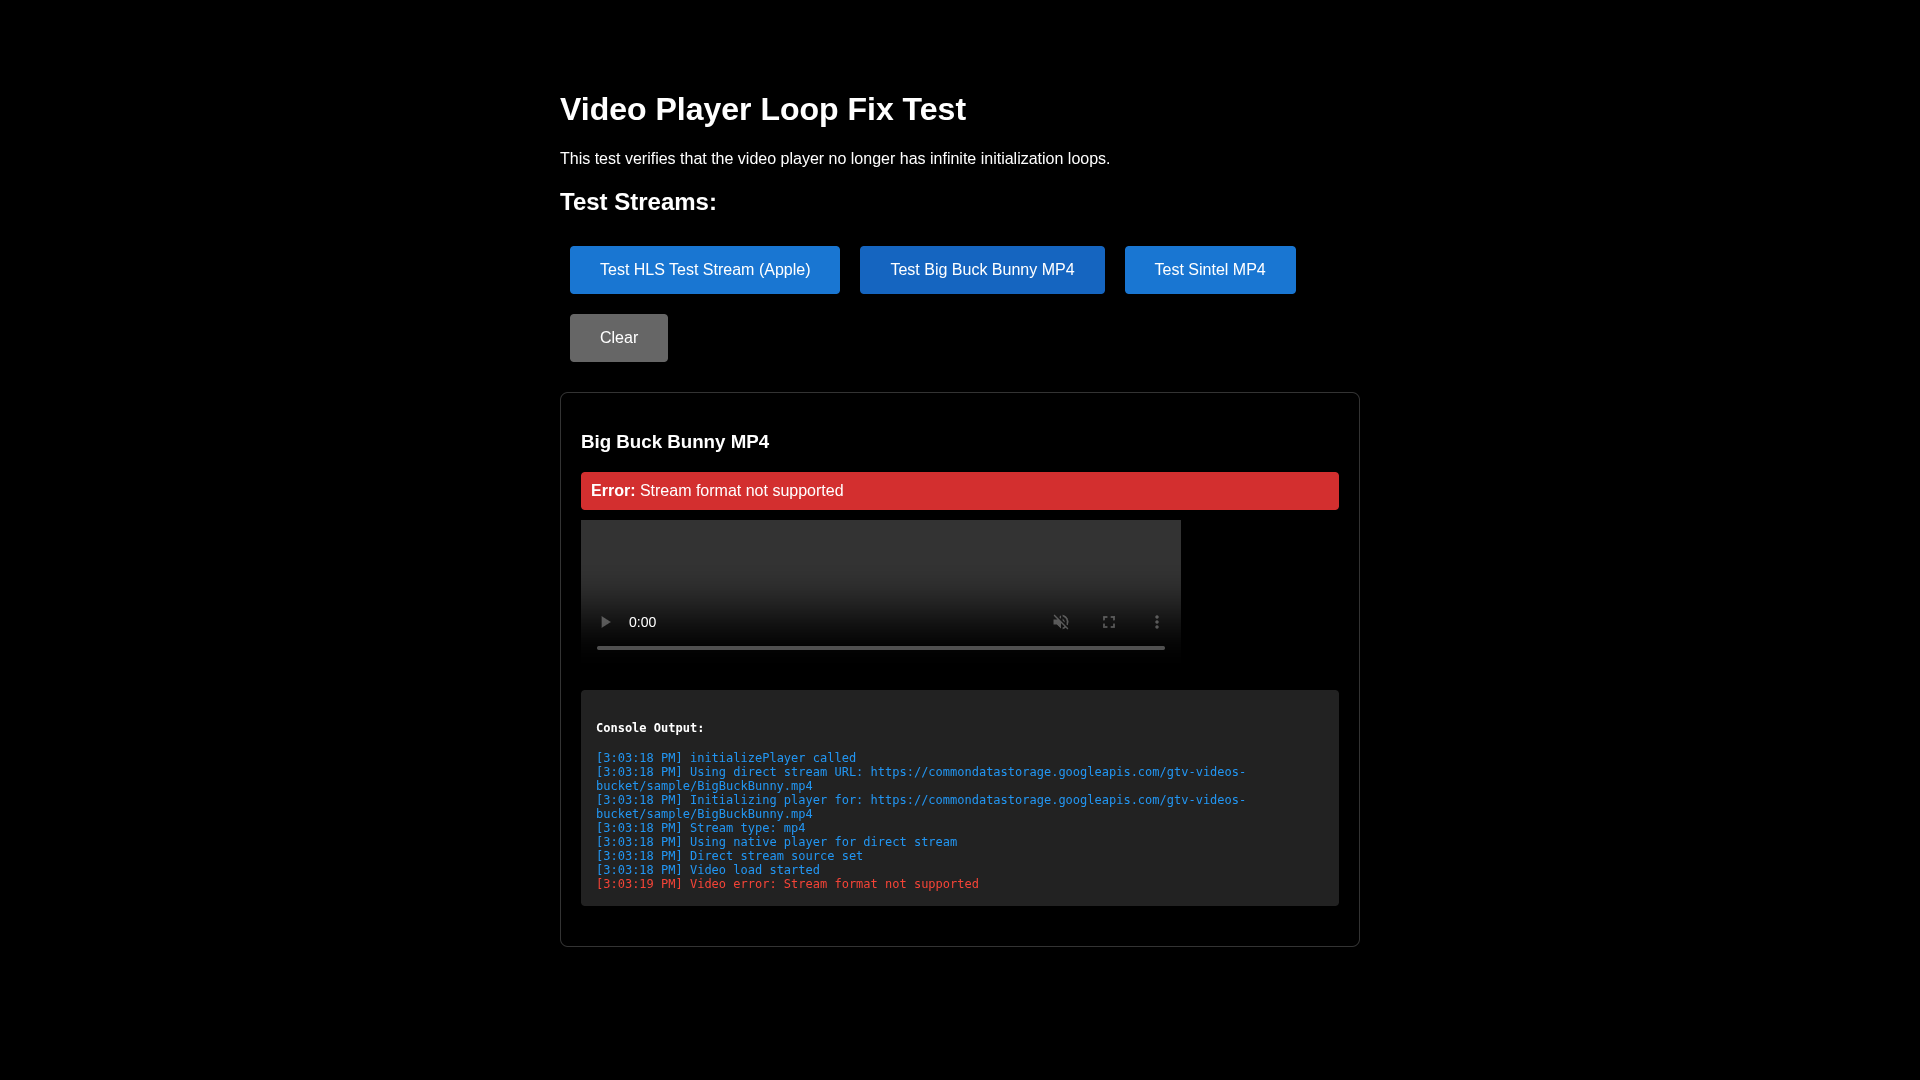 Video Player Loop Fix Test
This test verifies that the video player no longer has infinite initialization loops.
Test Streams:
Test HLS Test Stream (Apple)
Test Big Buck Bunny MP4
Test Sintel MP4
Clear
Big Buck Bunny MP4
Error: Stream format not supported
0:00
Console Output:
[3:03:18 PM] initializePlayer called
[3:03:18 PM] Using direct stream URL: https://commondatastorage.googleapis.com/gtv-videos-
bucket/sample/BigBuckBunny.mp4
[3:03:18 PM] Initializing player for: https://commondatastorage.googleapis.com/gtv-videos-
bucket/sample/BigBuckBunny.mp4
[3:03:18 PM] Stream type: mp4
[3:03:18 PM] Using native player for direct stream
[3:03:18 PM] Direct stream source set
[3:03:18 PM] Video load started
[3:03:19 PM] Video error: Stream format not supported